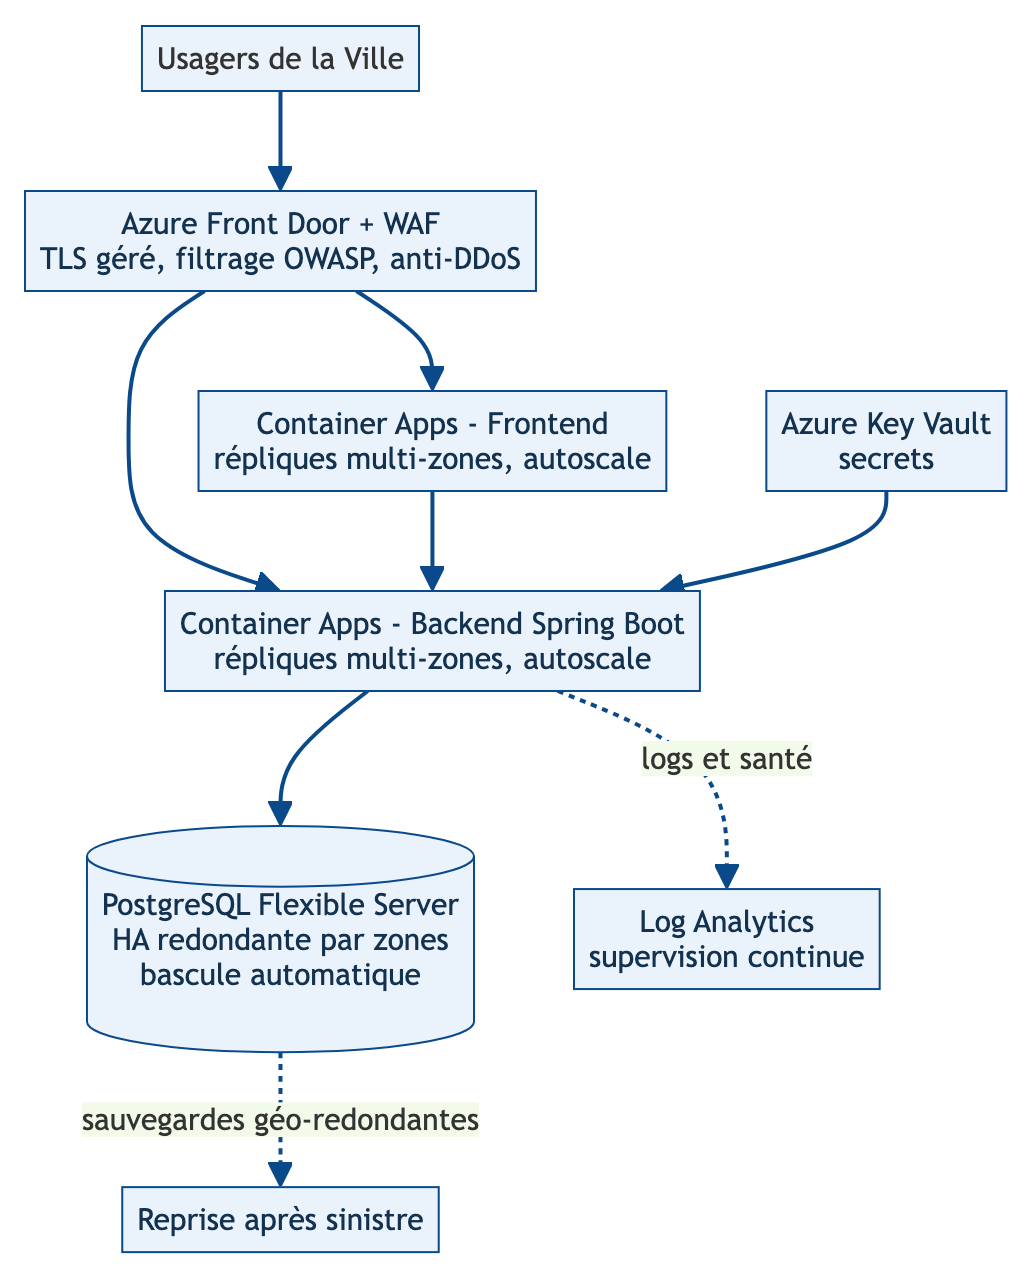 Usagers de la Ville
Azure Front Door + WAF
TLS géré, filtrage OWASP, anti-DDoS
Container Apps - Frontend
répliques multi-zones, autoscale
Azure Key Vault
secrets
Container Apps - Backend Spring Boot
répliques multi-zones, autoscale
logs et santé
PostgreSQL Flexible Server
HA redondante par zones
bascule automatique
Log Analytics
supervision continue
sauvegardes géo-redondantes
Reprise après sinistre